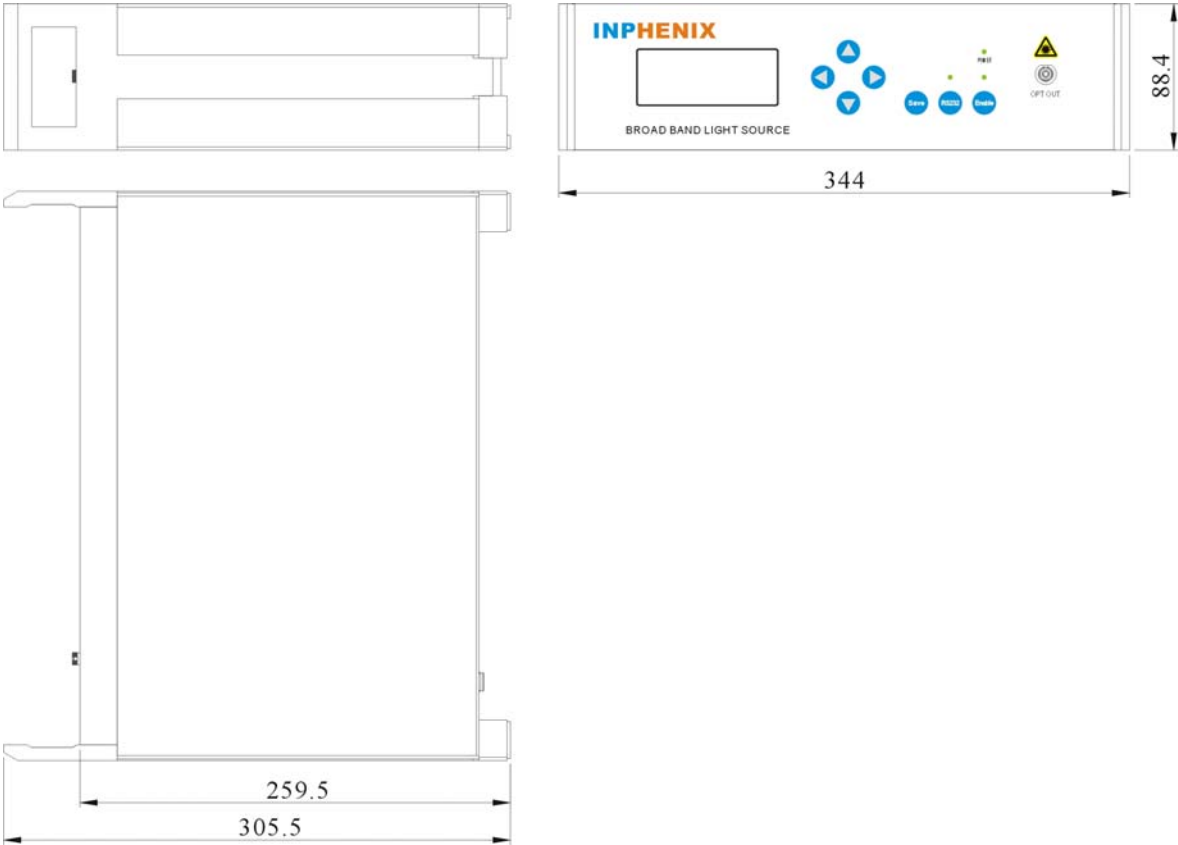 INPHENIX
BROAD BAND LIGHT SOURCE
Save
RS232
Enable
OPT OUT
88.4
344
259.5
305.5